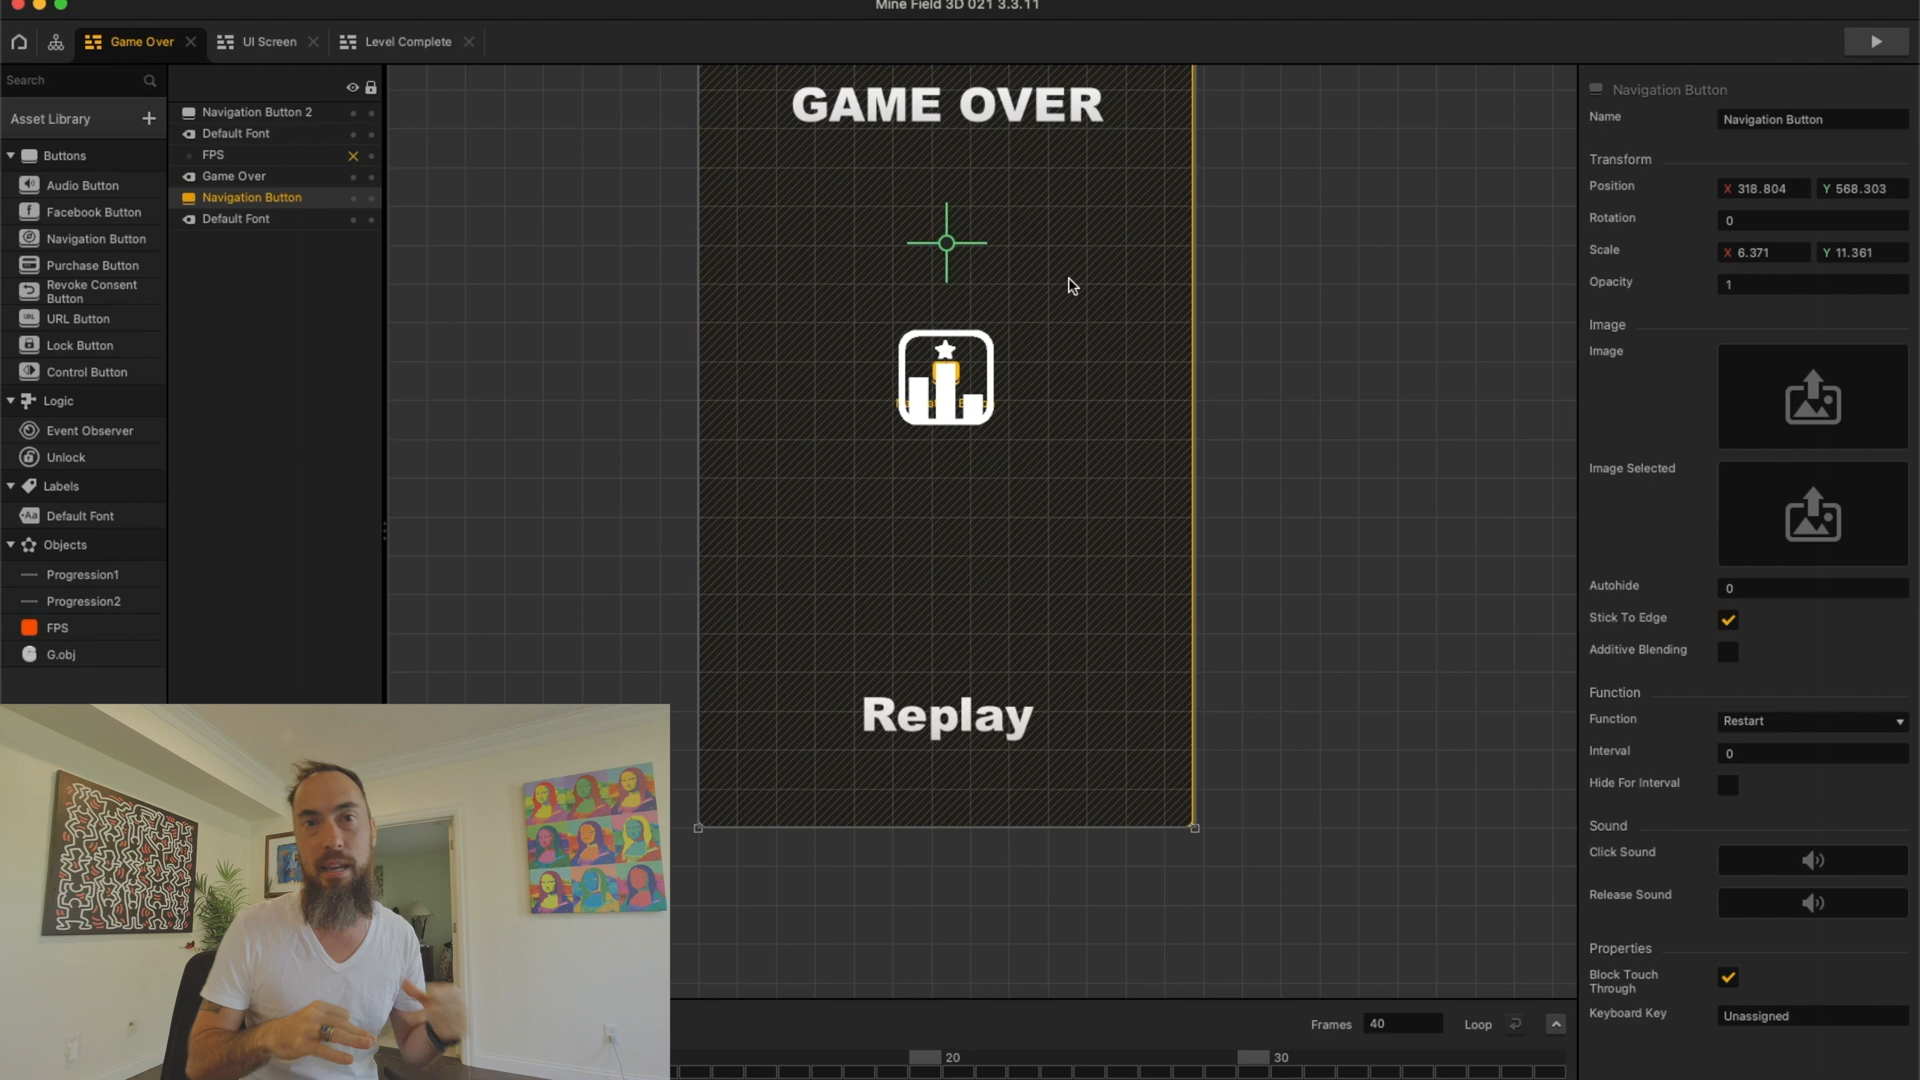 Mine Field 3D 021 3.3.11
Game Over
UI Screen
Level Complete
Search
Asset Library
Buttons
Audio Button
Facebook Button
Navigation Button
Purchase Button
Revoke Consent
Button
URL Button
Lock Button
Control Button
Logic
Event Observer
Unlock
Labels
Default Font
Objects
Progression1
Progression2
FPS
G.obj
Navigation Button 2
Default Font
FPS
Game Over
Navigation Button
Default Font
GAME OVER
Replay
Navigation Button
Name
Navigation Button
Transform
Position
X 318.804
Y 568.303
Rotation
0
Scale
X 6.371
Y 11.361
Opacity
1
Image
Image
Image Selected
Autohide
0
Stick To Edge
Additive Blending
Function
Function
Restart
Interval
0
Hide For Interval
Sound
Click Sound
Release Sound
Properties
Block Touch
Through
Keyboard Key
Unassigned
Frames
40
Loop
20
30